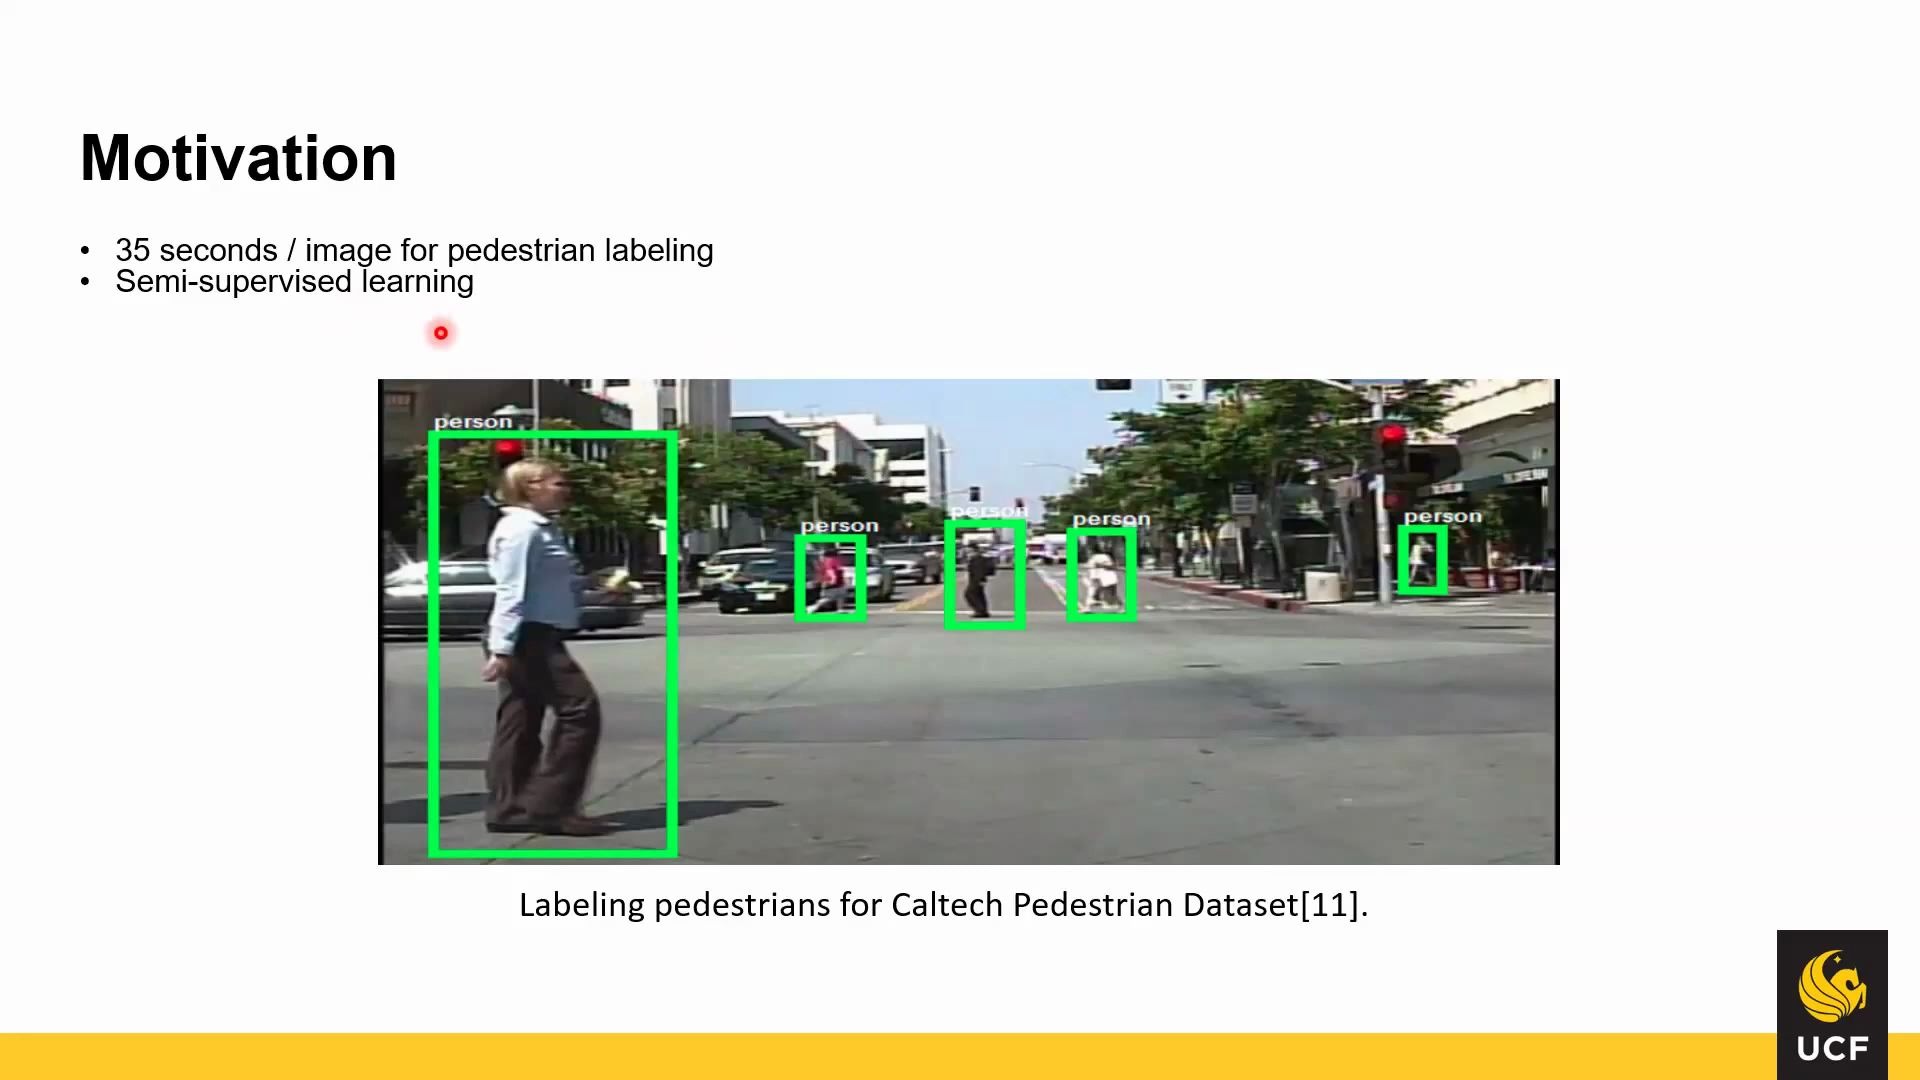 Motivation
• 35 seconds / image for pedestrian labeling
• Semi-supervised learning
person
person
person
person
person
Labeling pedestrians for Caltech Pedestrian Dataset[11].
UCF